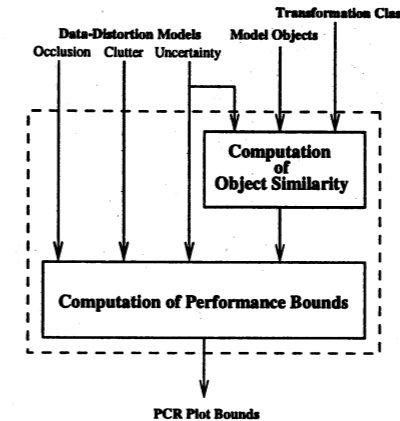 Transformation Clas
Data-Distortion Models Model Objects
Occlusion Clutter Uncertainty
Computation
of
Object Similarity
Computation of Performance Bounds
PCR Plot Bounds